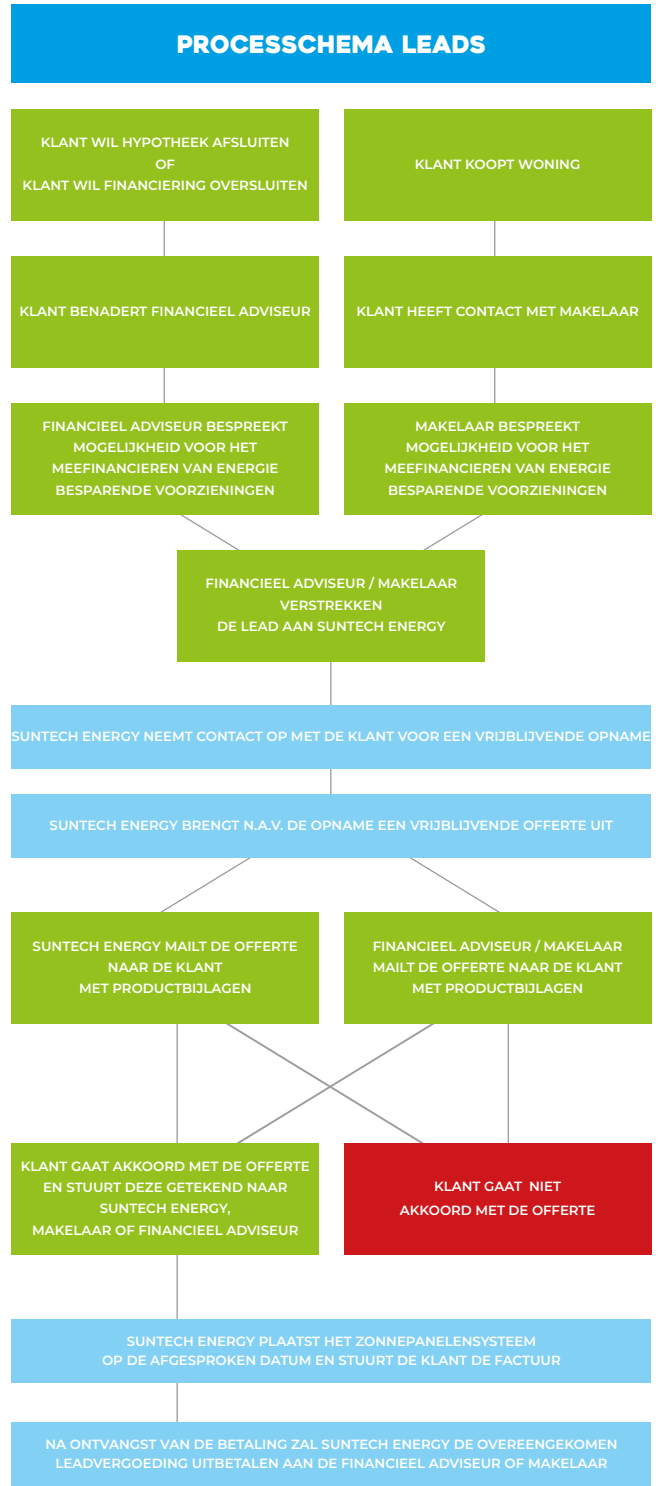 PROCESSCHEMA LEADS
KLANT WIL HYPOTHEEK AFSLUITEN
OF
KLANT WIL FINANCIERING OVERSLUITEN
KLANT KOOPT WONING
KLANT BENADERT FINANCIEEL ADVISEUR
KLANT HEEFT CONTACT MET MAKELAAR
FINANCIEEL ADVISEUR BESPREEKT
MOGELIJKHEID VOOR HET
MEEFINANCIEREN VAN ENERGIE
BESPARENDE VOORZIENINGEN
MAKELAAR BESPREEKT
MOGELIJKHEID VOOR HET
MEEFINANCIEREN VAN ENERGIE
BESPARENDE VOORZIENINGEN
FINANCIEEL ADVISEUR / MAKELAAR
VERSTREKKEN
DE LEAD AAN SUNTECH ENERGY
SUNTECH ENERGY NEEMT CONTACT OP MET DE KLANT VOOR EEN VRIJBLIJVENDE OPNAME
SUNTECH ENERGY BRENGT N.A.V. DE OPNAME EEN VRIJBLIJVENDE OFFERTE UIT
SUNTECH ENERGY MAILT DE OFFERTE
NAAR DE KLANT
MET PRODUCTBIJLAGEN
FINANCIEEL ADVISEUR / MAKELAAR
MAILT DE OFFERTE NAAR DE KLANT
MET PRODUCTBIJLAGEN
KLANT GAAT AKKOORD MET DE OFFERTE
EN STUURT DEZE GETEKEND NAAR
SUNTECH ENERGY,
MAKELAAR OF FINANCIEEL ADVISEUR
KLANT GAAT NIET
AKKOORD MET DE OFFERTE
SUNTECH ENERGY PLAATST HET ZONNEPANELENSYSTEEM
OP DE AFGESPROKEN DATUM EN STUURT DE KLANT DE FACTUUR
NA ONTVANGST VAN DE BETALING ZAL SUNTECH ENERGY DE OVEREENGEKOMEN
LEADVERGOEDING UITBETALEN AAN DE FINANCIEEL ADVISEUR OF MAKELAAR